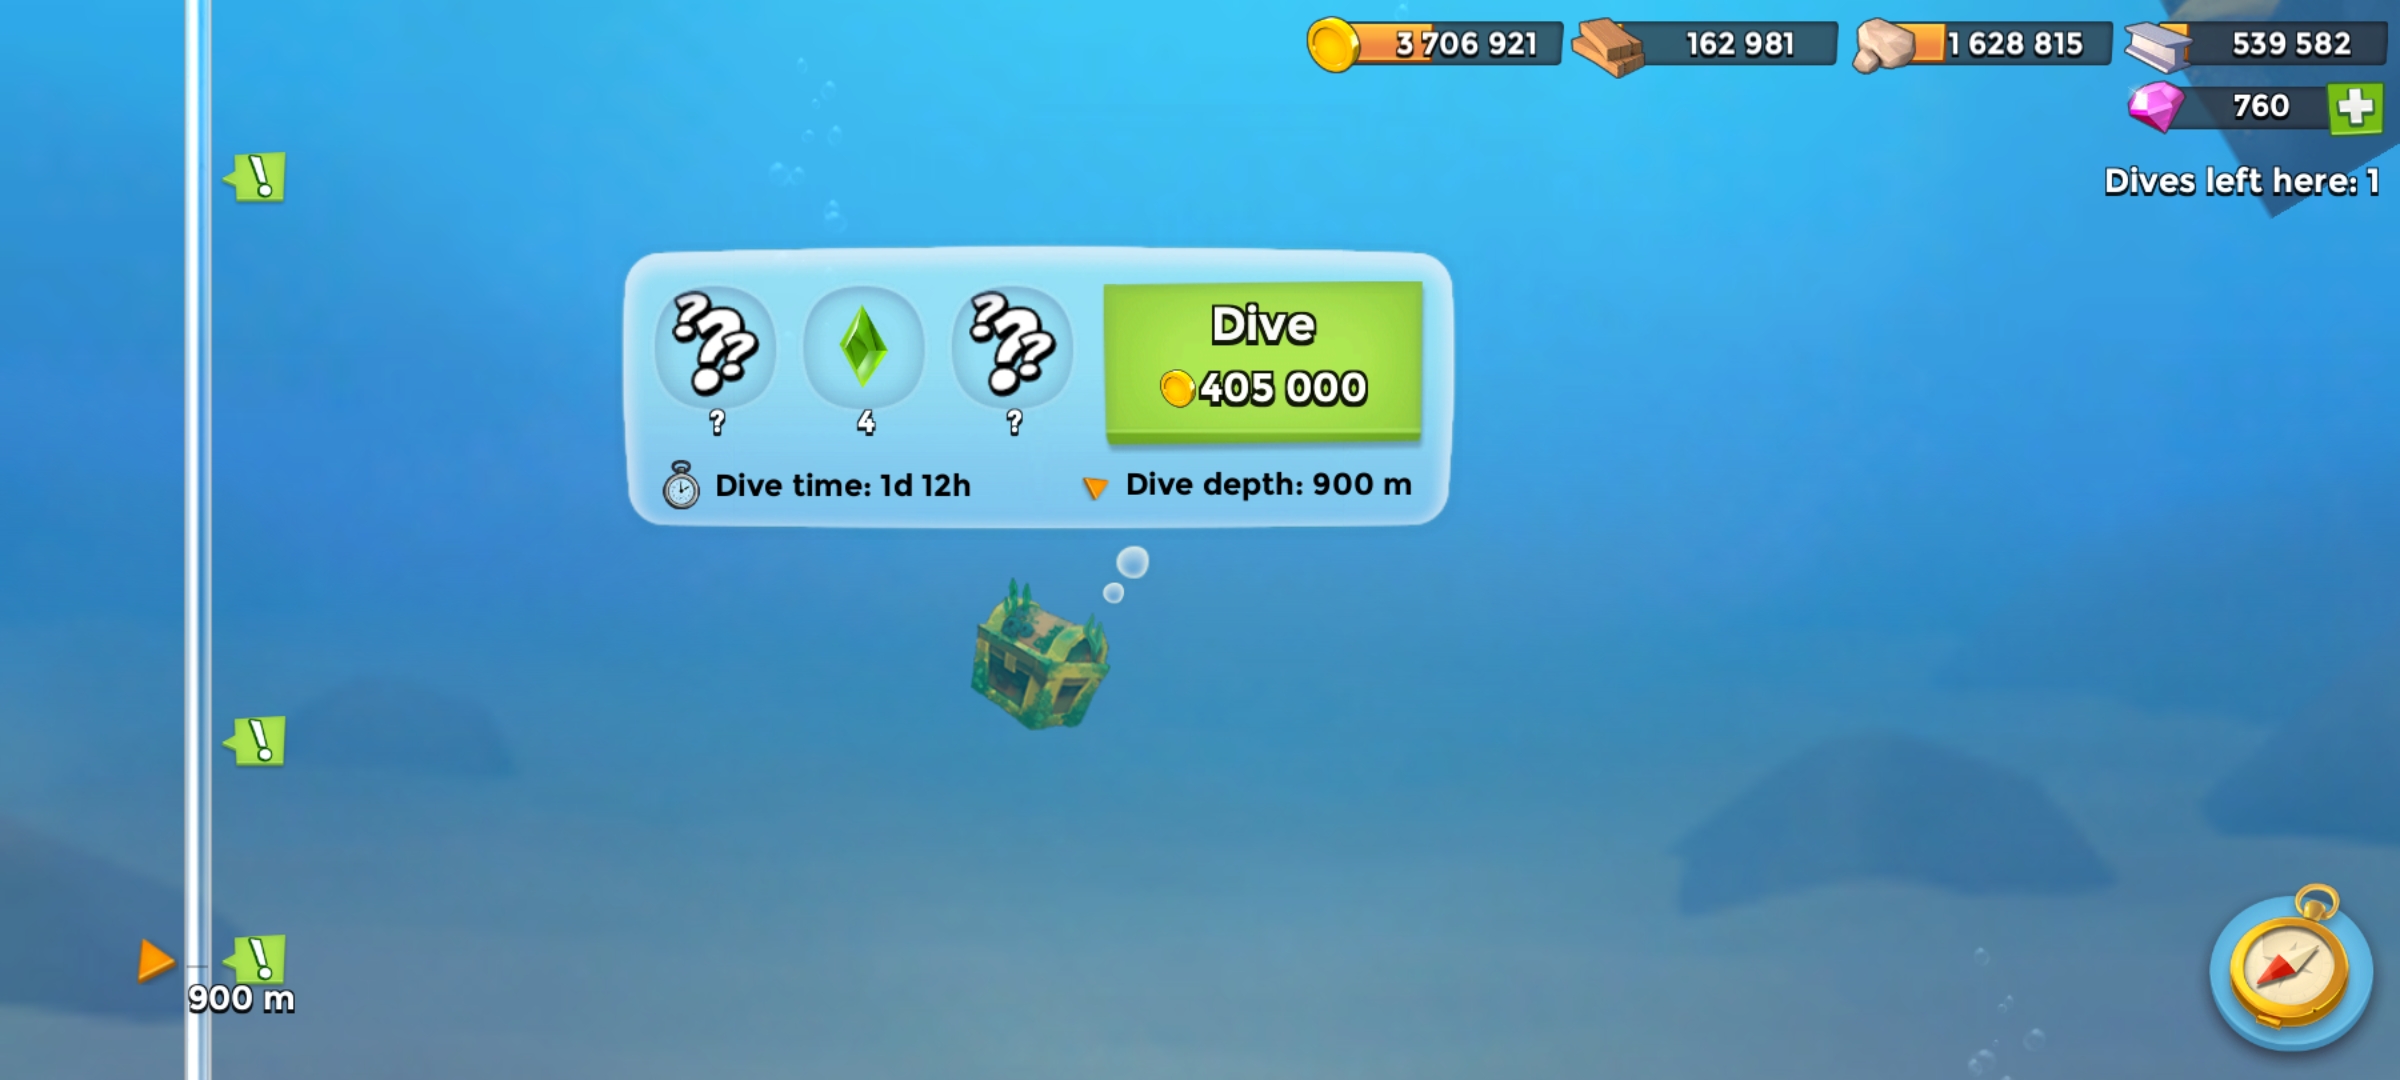 3 706 921
162 981
1 628 815
539 582
760
Dives left here: 1
!
? ? ? ?
?
4
? ? ? ?
?
Dive
405 000
Dive time: 1d 12h
Dive depth: 900 m
!
!
900 m